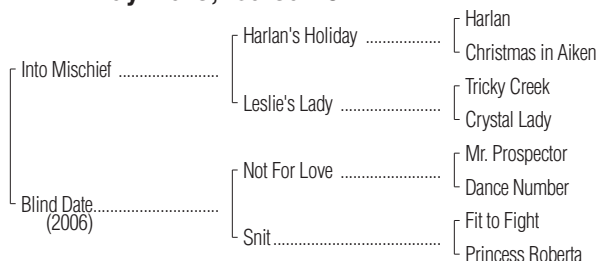 Harlan
Harlan's Holiday ..................
Christmas in Aiken
Into Mischief ........................
Tricky Creek
Leslie's Lady ........................
Crystal Lady
Mr. Prospector
Not For Love ........................
Dance Number
Blind Date..............................
(2006)
Fit to Fight
Snit........................................
Princess Roberta